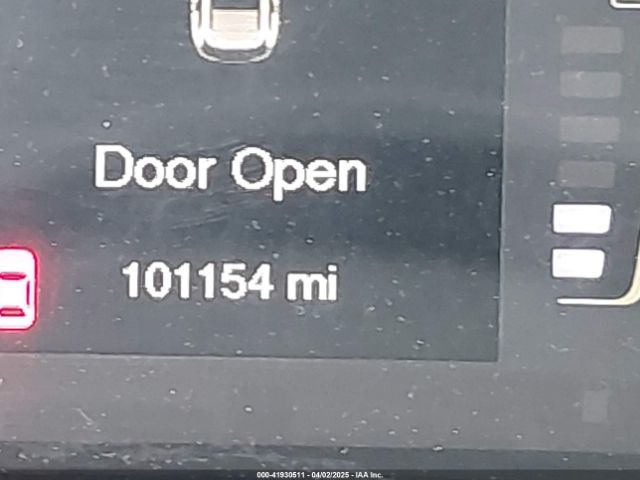 Door Open
101154 mi
000-41930511 - 04/02/2025 - IAA Inc.